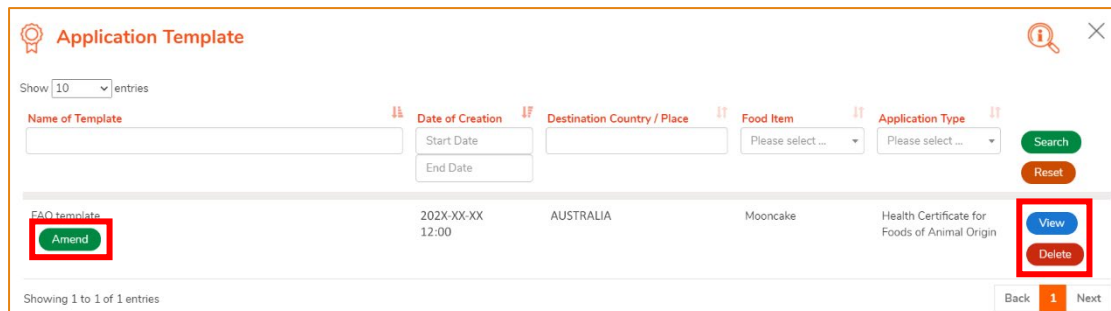 Application Template
Show 10 entries
Name of Template Date of Creation Destination Country / Place Food Item Application Type
Start Date Please select ... Please select ... Search
End Date Reset
FAO template 202X-XX-XX AUSTRALIA Mooncake Health Certificate for View
Amend 12:00 Foods of Animal Origin Delete
Showing 1 to 1 of 1 entries Back 1 Next